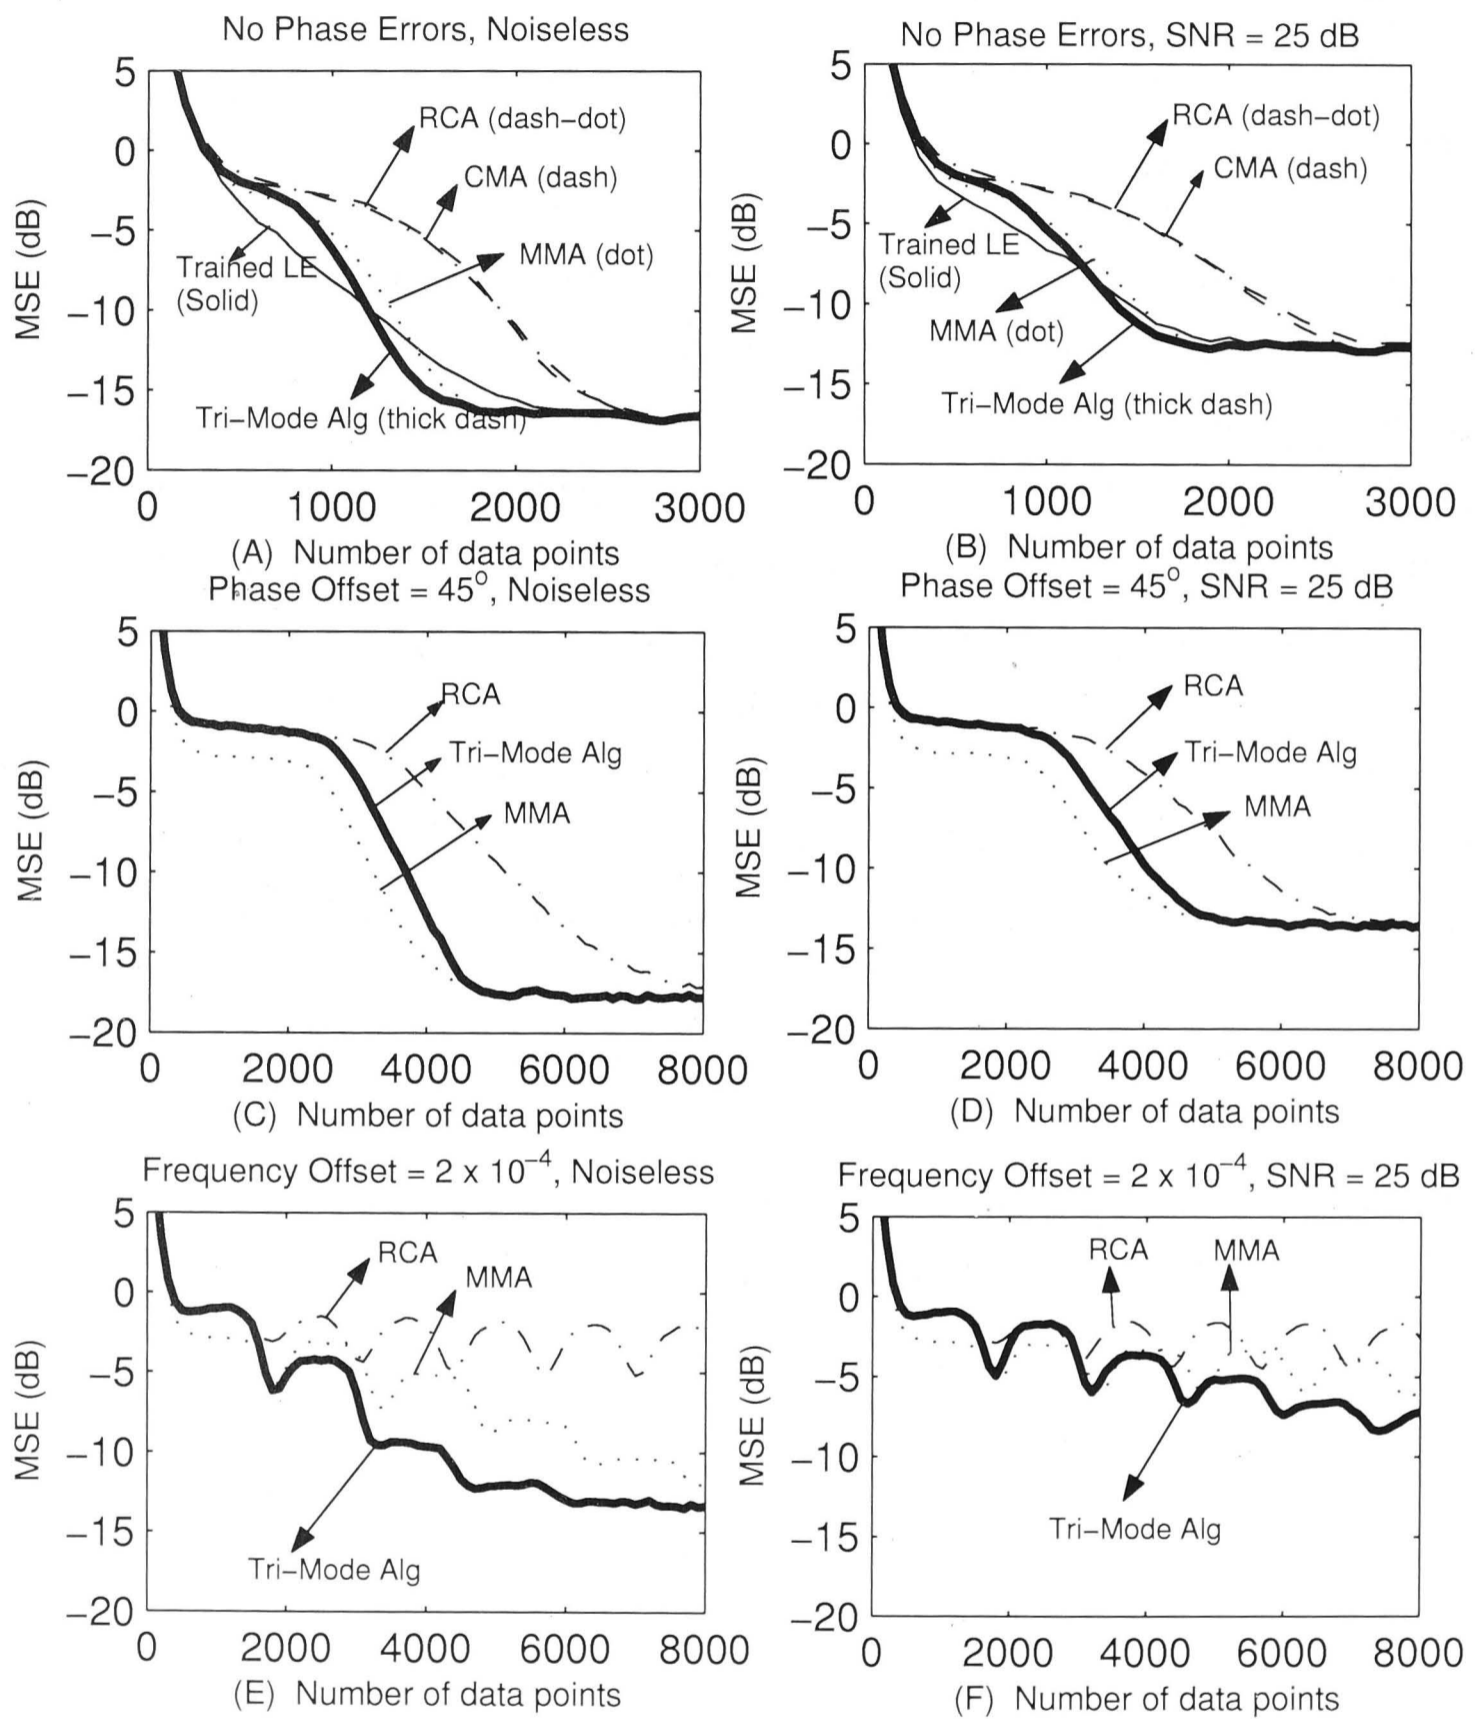 No Phase Errors, Noiseless
5
0
−5
−10
−15
−20
MSE (dB)
RCA (dash−dot)
CMA (dash)
MMA (dot)
Trained LE
(Solid)
Tri−Mode Alg (thick dash)
0 1000 2000 3000
(A) Number of data points
No Phase Errors, SNR = 25 dB
5
0
−5
−10
−15
−20
MSE (dB)
RCA (dash−dot)
CMA (dash)
Trained LE
(Solid)
MMA (dot)
Tri−Mode Alg (thick dash)
0 1000 2000 3000
(B) Number of data points
Phase Offset = 45°, Noiseless
5
0
−5
−10
−15
−20
MSE (dB)
RCA
Tri−Mode Alg
MMA
0 2000 4000 6000 8000
(C) Number of data points
Phase Offset = 45°, SNR = 25 dB
5
0
−5
−10
−15
−20
MSE (dB)
RCA
Tri−Mode Alg
MMA
0 2000 4000 6000 8000
(D) Number of data points
Frequency Offset = 2 x 10⁻⁴, Noiseless
5
0
−5
−10
−15
−20
MSE (dB)
RCA
MMA
Tri−Mode Alg
0 2000 4000 6000 8000
(E) Number of data points
Frequency Offset = 2 x 10⁻⁴, SNR = 25 dB
5
0
−5
−10
−15
−20
MSE (dB)
RCA MMA
Tri−Mode Alg
0 2000 4000 6000 8000
(F) Number of data points